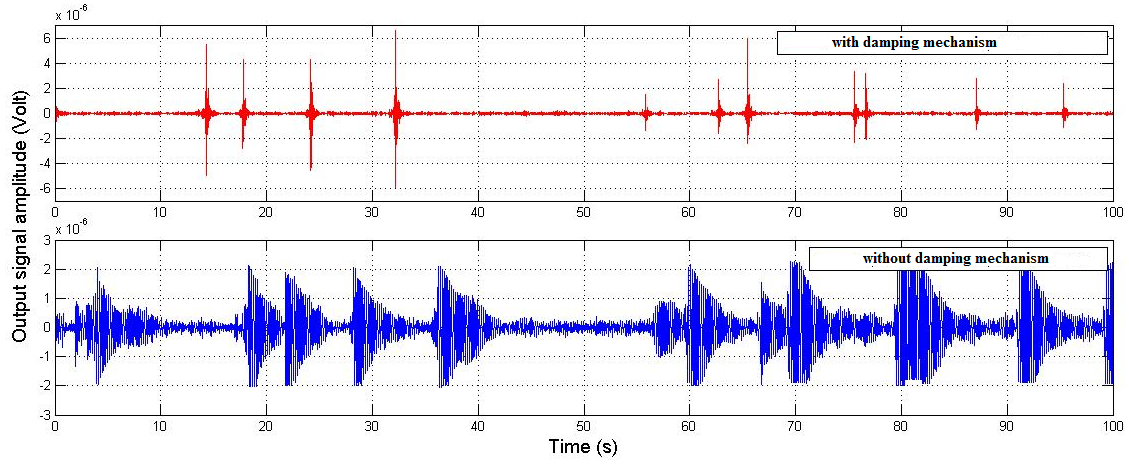 x 10⁻⁶
with damping mechanism
6
4
2
0
-2
-4
-6
0 10 20 30 40 50 60 70 80 90 100
Output signal amplitude (Volt)
x 10⁻⁶
without damping mechanism
3
2
1
0
-1
-2
-3
0 10 20 30 40 50 60 70 80 90 100
Time (s)